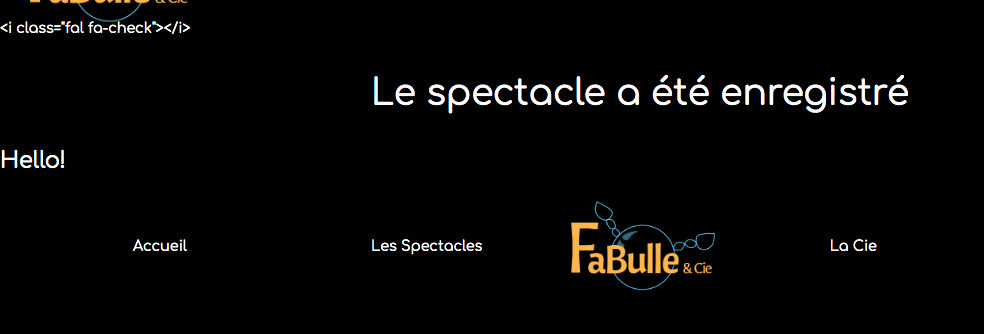 FaBulle & Cie
<i class="fal fa-check"></i>
Le spectacle a été enregistré
Hello!
Accueil
Les Spectacles
FaBulle & Cie
La Cie